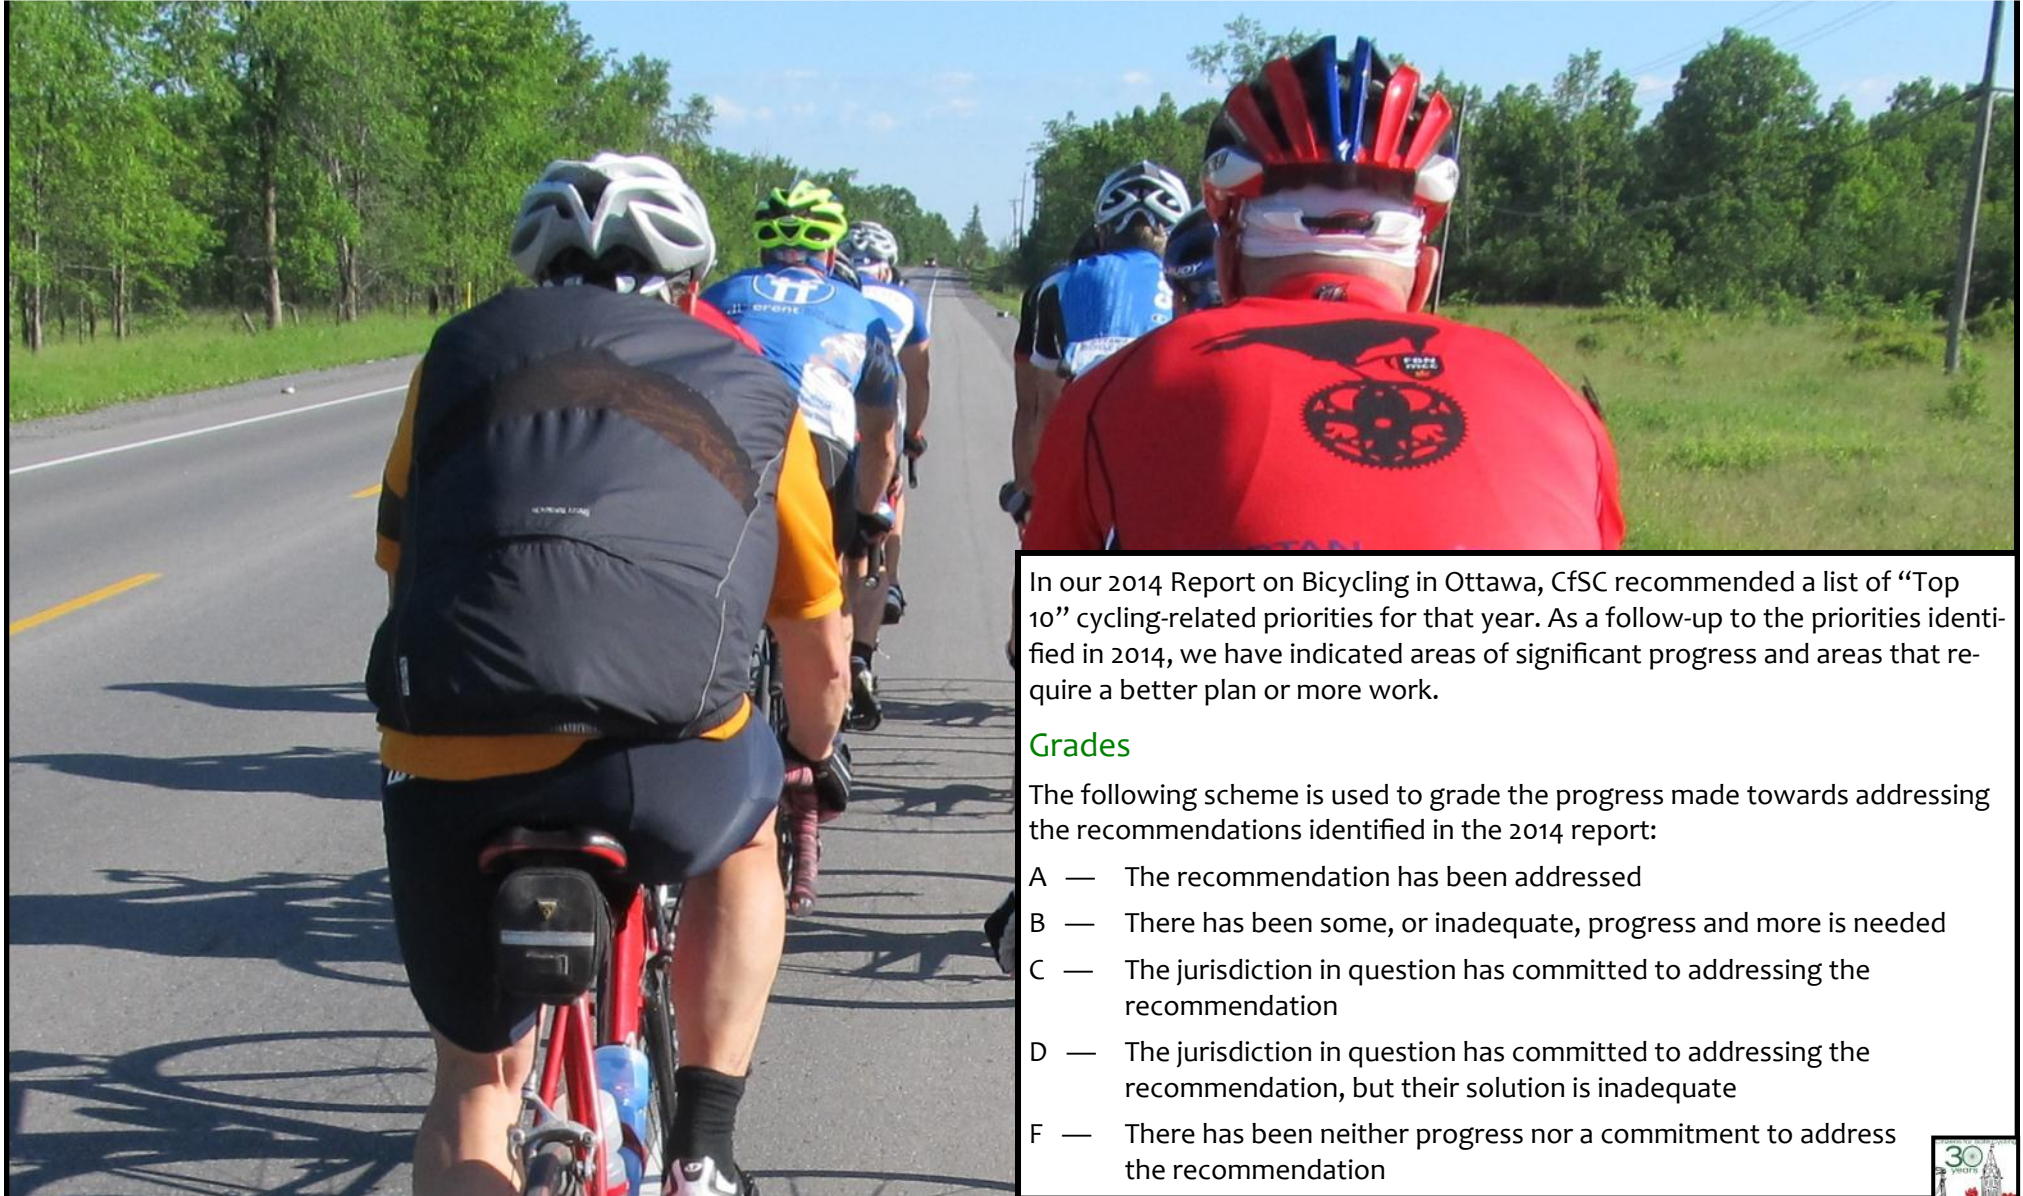 FBN
mcc
In our 2014 Report on Bicycling in Ottawa, CfSC recommended a list of “Top
10” cycling-related priorities for that year. As a follow-up to the priorities identi-
fied in 2014, we have indicated areas of significant progress and areas that re-
quire a better plan or more work.
Grades
The following scheme is used to grade the progress made towards addressing
the recommendations identified in the 2014 report:
A — The recommendation has been addressed
B — There has been some, or inadequate, progress and more is needed
C — The jurisdiction in question has committed to addressing the
recommendation
D — The jurisdiction in question has committed to addressing the
recommendation, but their solution is inadequate
F — There has been neither progress nor a commitment to address
the recommendation
30
years